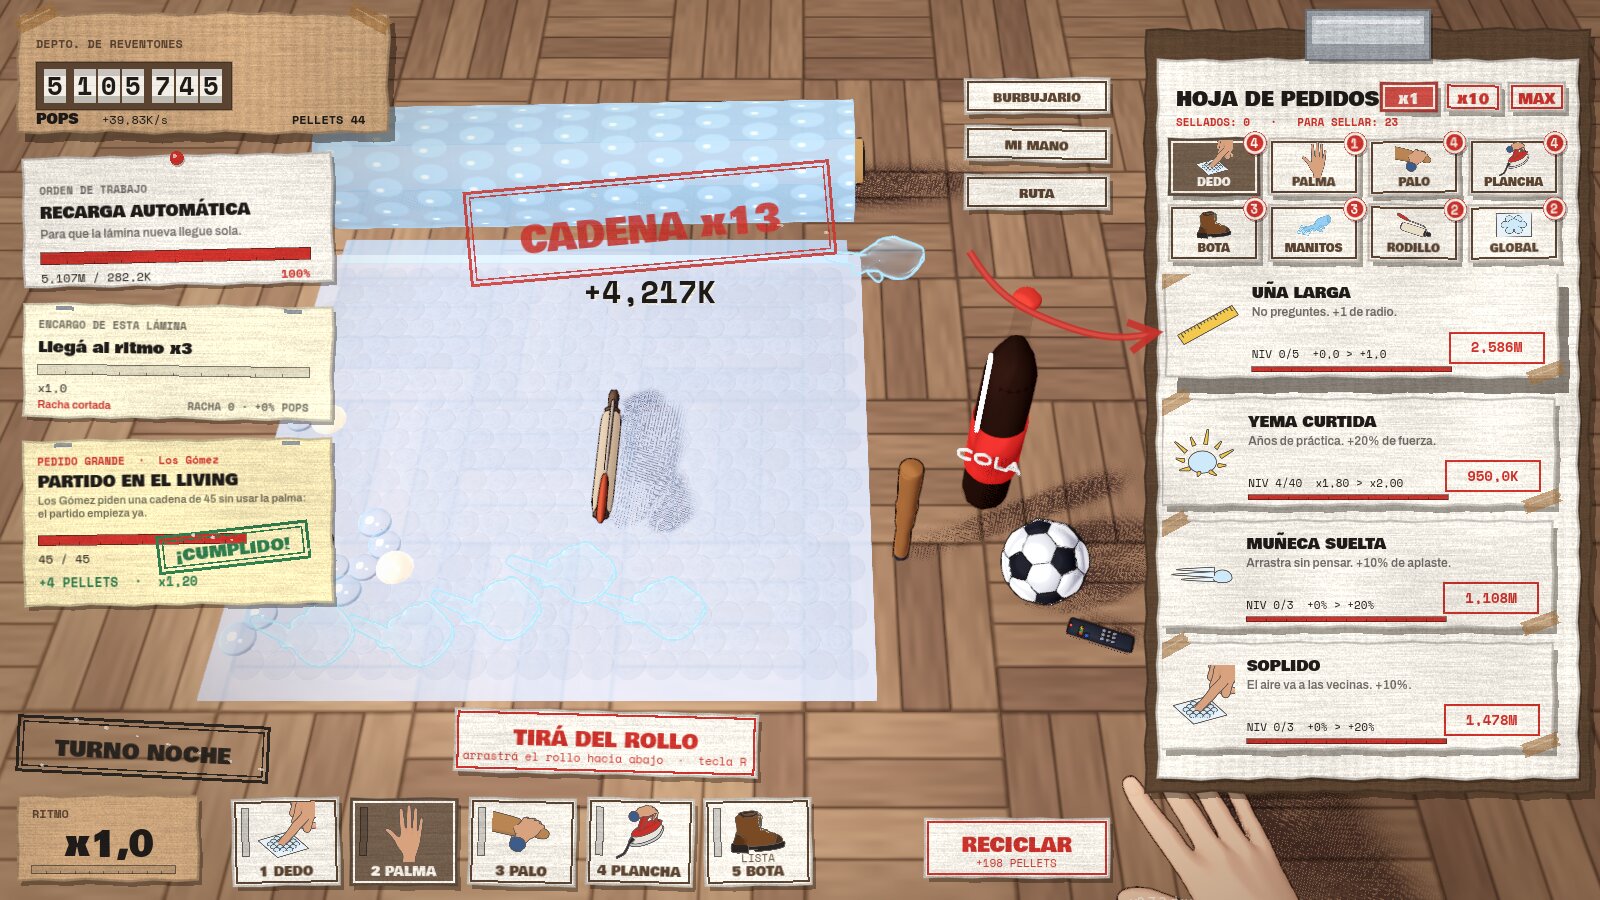 DEPTO. DE REVENTONES
5 105 745
POPS +39,83K/s PELLETS 44
ORDEN DE TRABAJO
RECARGA AUTOMÁTICA
Para que la lámina nueva llegue sola.
5,107M / 282.2K 100%
ENCARGO DE ESTA LÁMINA
Llegá al ritmo x3
x1,0
Racha cortada RACHA 0 · +0% POPS
PEDIDO GRANDE · Los Gómez
PARTIDO EN EL LIVING
Los Gómez piden una cadena de 45 sin usar la palma:
el partido empieza ya.
45 / 45
¡CUMPLIDO!
+4 PELLETS · x1,20
TURNO NOCHE
RITMO
x1,0
CADENA x13
+4,217K
BURBUJARIO
MI MANO
RUTA
COLA
TIRÁ DEL ROLLO
arrastrá el rollo hacia abajo · tecla R
1 DEDO
2 PALMA
3 PALO
4 PLANCHA
LISTA
5 BOTA
RECICLAR
+198 PELLETS
HOJA DE PEDIDOS x1 x10 MAX
SELLADOS: 0 · PARA SELLAR: 23
4 1 4 4
DEDO PALMA PALO PLANCHA
3 3 2 2
BOTA MANITOS RODILLO GLOBAL
UÑA LARGA
No preguntes. +1 de radio.
NIV 0/5 +0,0 > +1,0
2,586M
YEMA CURTIDA
Años de práctica. +20% de fuerza.
NIV 4/40 x1,80 > x2,00
950,0K
MUÑECA SUELTA
Arrastra sin pensar. +10% de aplaste.
NIV 0/3 +0% > +20%
1,108M
SOPLIDO
El aire va a las vecinas. +10%.
NIV 0/3 +0% > +20%
1,478M